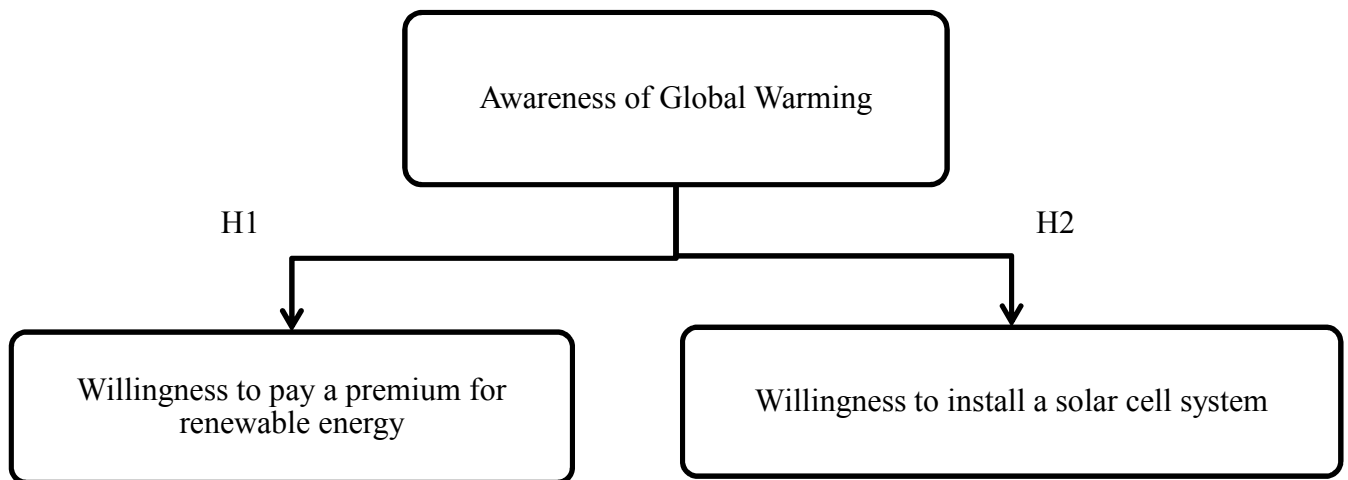 Awareness of Global Warming
H1
H2
Willingness to pay a premium for
renewable energy
Willingness to install a solar cell system